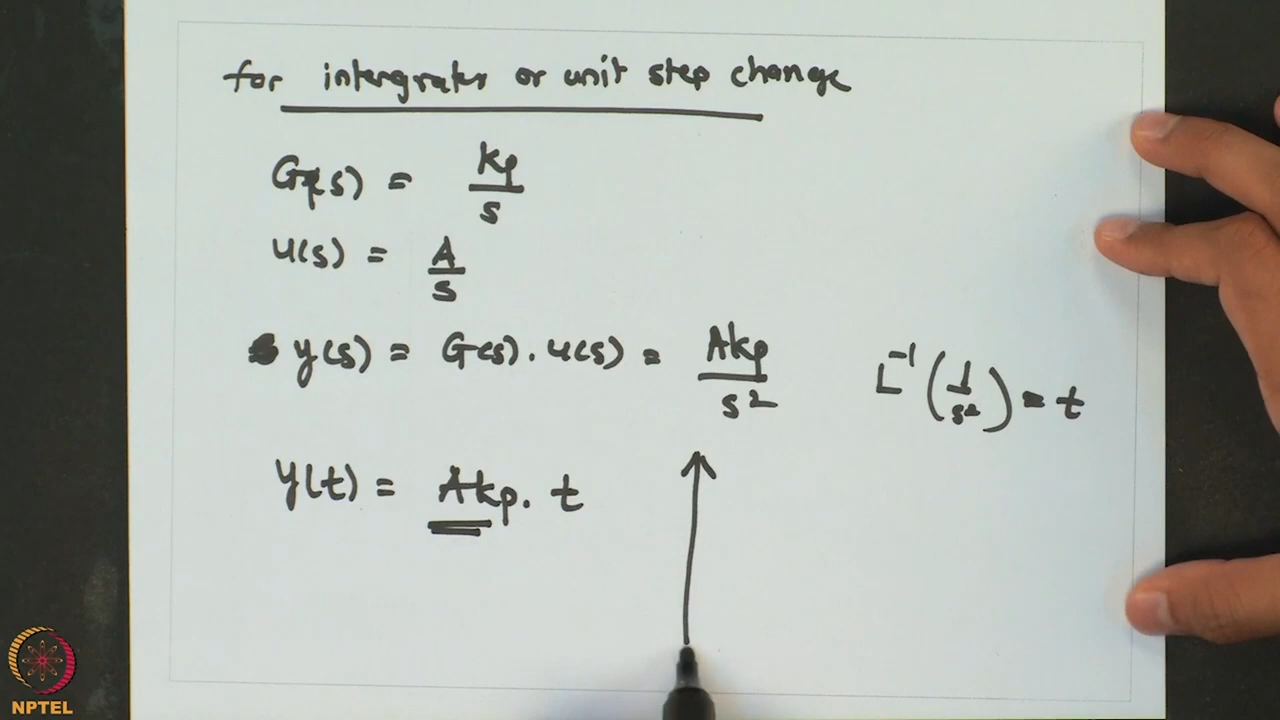 for intergrater or unit step change
G(s) = kp/s
u(s) = A/s
y(s) = G(s) . u(s) = Akp/s² L⁻¹(1/s²) = t
y(t) = Akp . t
NPTEL